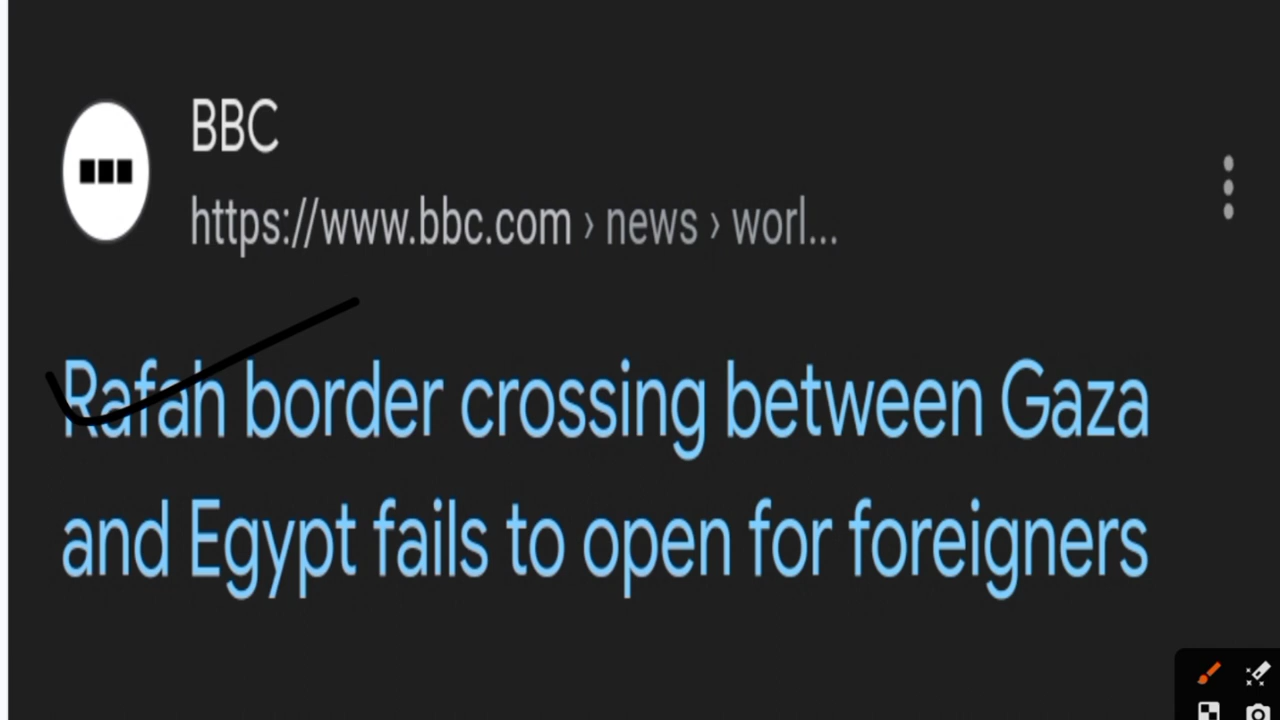 BBC
https://www.bbc.com › news › worl...
Rafah border crossing between Gaza
and Egypt fails to open for foreigners